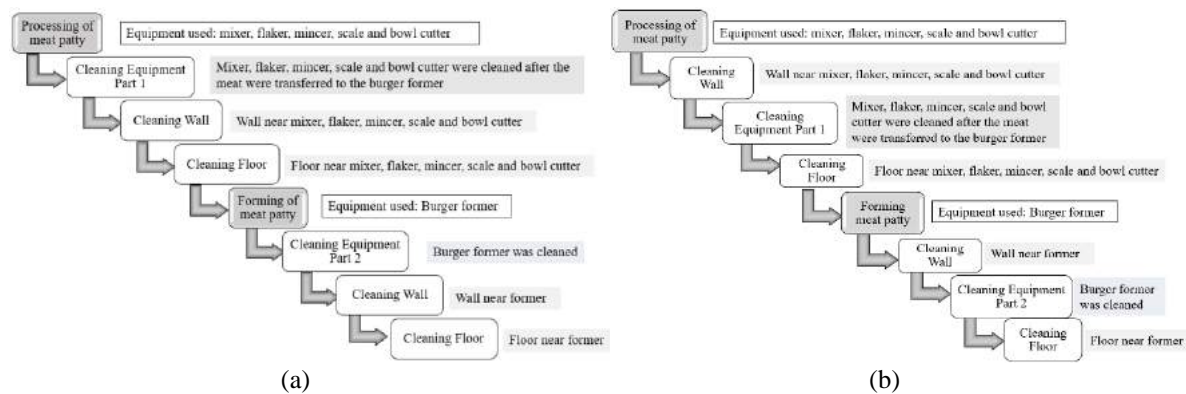 Processing of
meat patty
Equipment used: mixer, flaker, mincer, scale and bowl cutter
Cleaning Equipment
Part 1
Mixer, flaker, mincer, scale and bowl cutter were cleaned after the
meat were transferred to the burger former
Cleaning Wall
Wall near mixer, flaker, mincer, scale and bowl cutter
Cleaning Floor
Floor near mixer, flaker, mincer, scale and bowl cutter
Forming of
meat patty
Equipment used: Burger former
Cleaning Equipment
Part 2
Burger former was cleaned
Cleaning Wall
Wall near former
Cleaning Floor
Floor near former
(a)
Processing of
meat patty
Equipment used: mixer, flaker, mincer, scale and bowl cutter
Cleaning
Wall
Wall near mixer, flaker, mincer, scale and bowl cutter
Cleaning
Equipment Part 1
Mixer, flaker, mincer, scale and bowl
cutter were cleaned after the meat
were transferred to the burger former
Cleaning
Floor
Floor near mixer, flaker, mincer, scale and bowl cutter
Forming
meat patty
Equipment used: Burger former
Cleaning
Wall
Wall near former
Cleaning Equipment
Part 2
Burger former
was cleaned
Cleaning
Floor
Floor near former
(b)